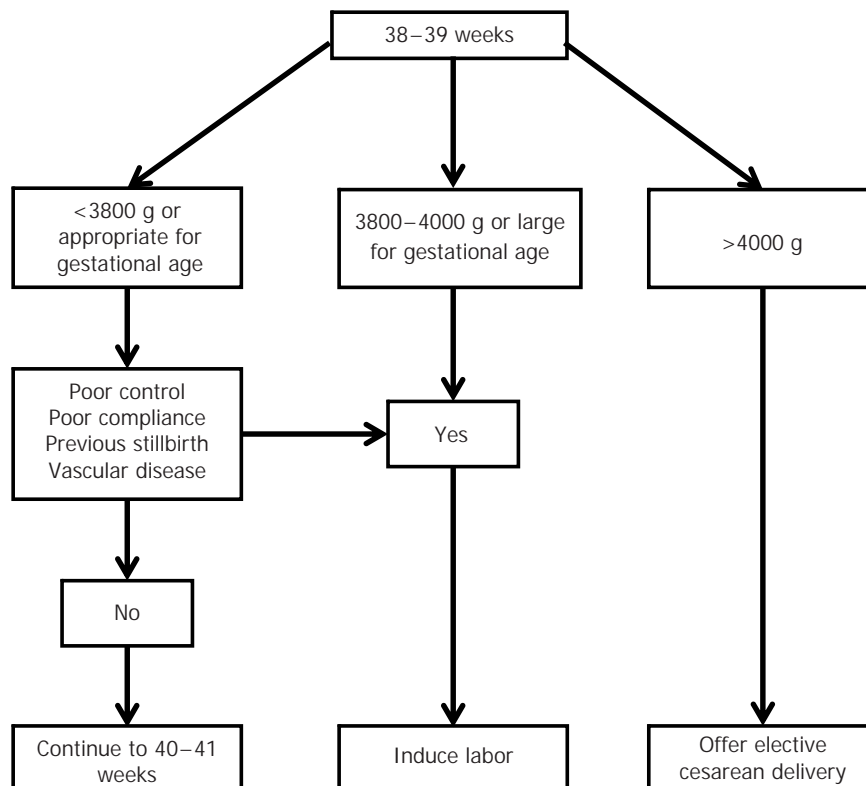 38–39 weeks
<3800 g or
appropriate for
gestational age
3800–4000 g or large
for gestational age
>4000 g
Poor control
Poor compliance
Previous stillbirth
Vascular disease
Yes
No
Continue to 40–41
weeks
Induce labor
Offer elective
cesarean delivery